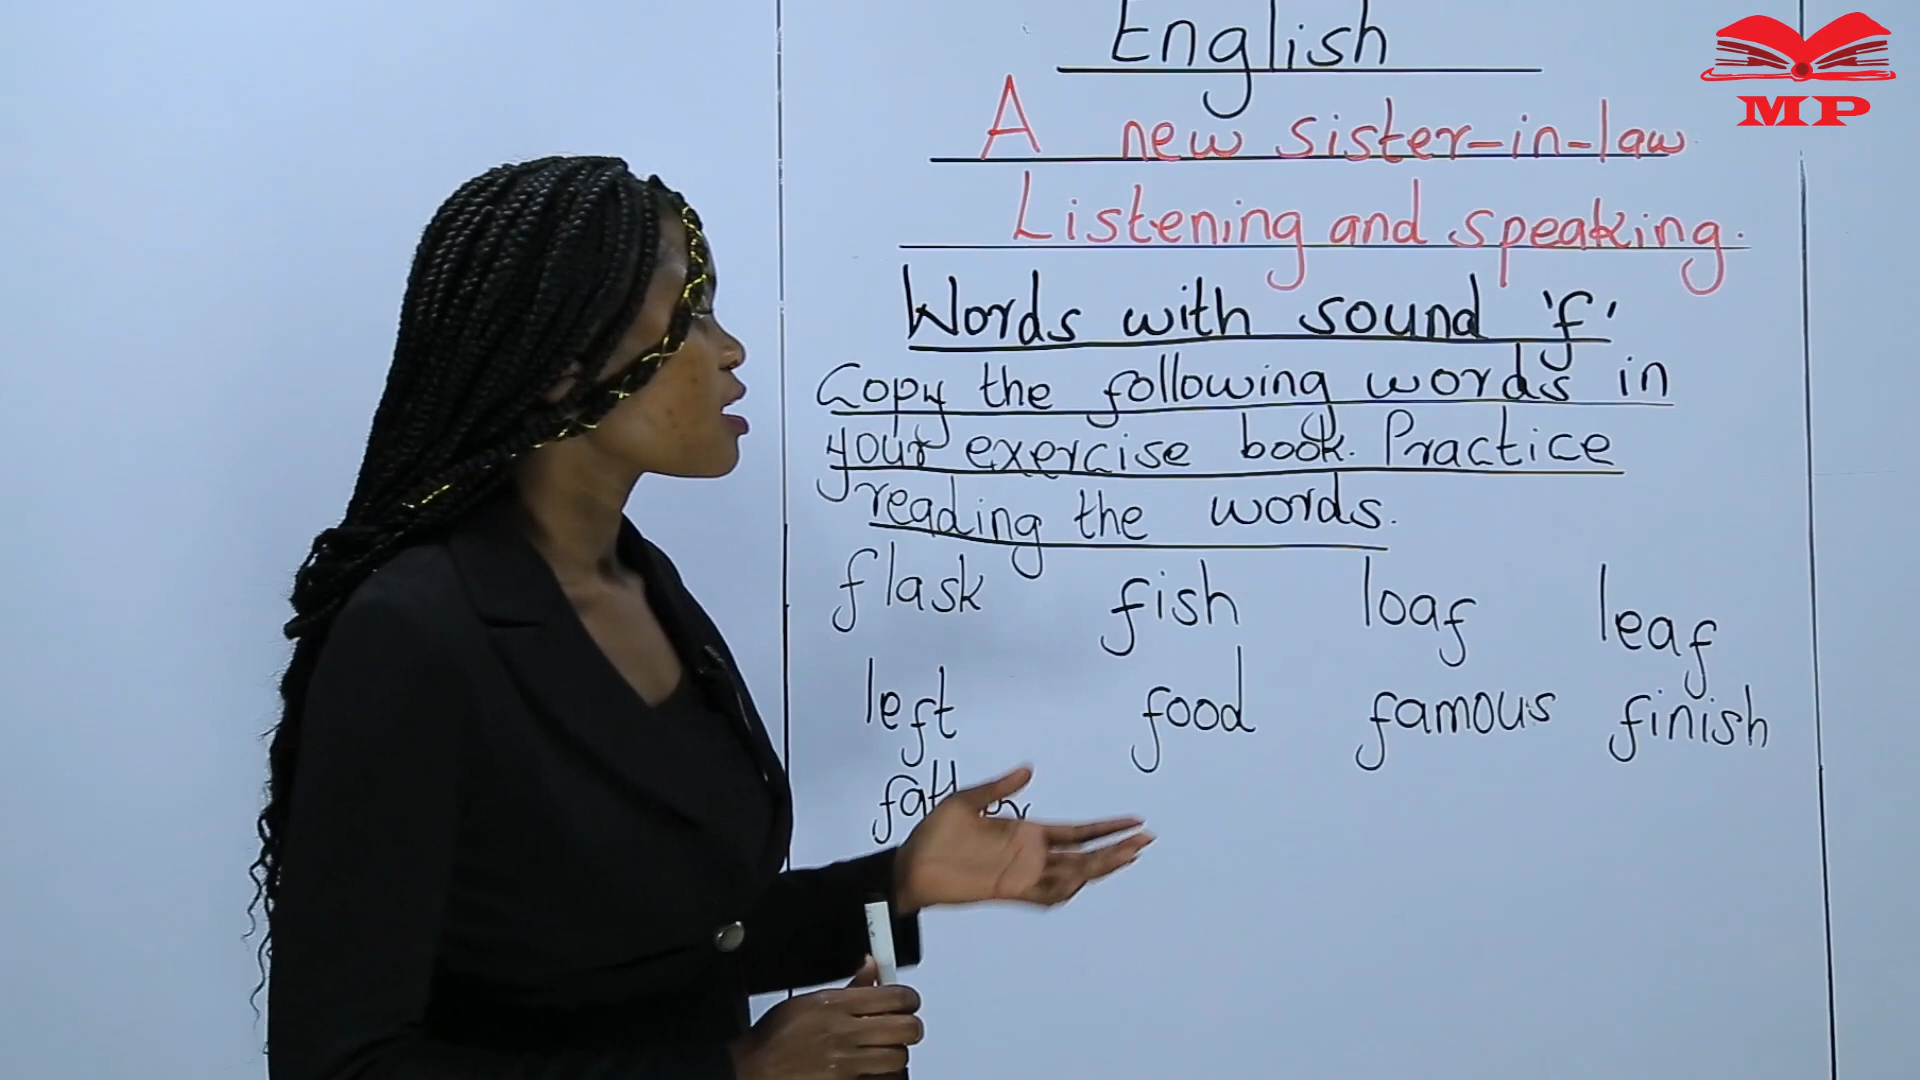 English
MP
A new sister-in-law
Listening and speaking.
Words with sound 'f'
Copy the following words in
your exercise book. Practice
reading the words.
flask fish loaf leaf
left food famous finish